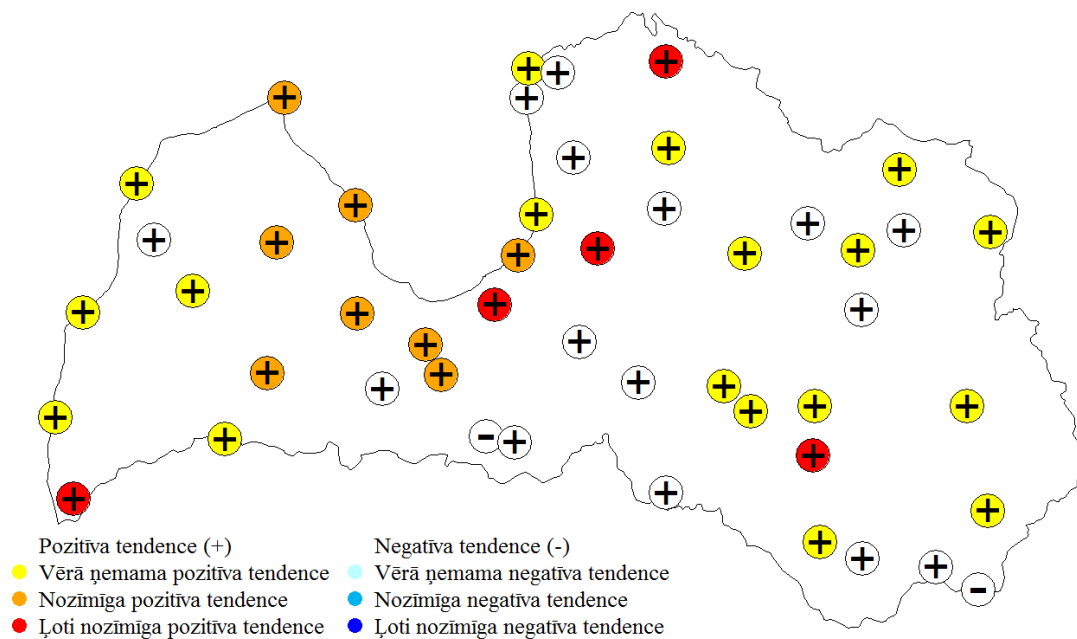 Pozitīva tendence (+)
Vērā ņemama pozitīva tendence
Nozīmīga pozitīva tendence
Ļoti nozīmīga pozitīva tendence
Negatīva tendence (-)
Vērā ņemama negatīva tendence
Nozīmīga negatīva tendence
Ļoti nozīmīga negatīva tendence